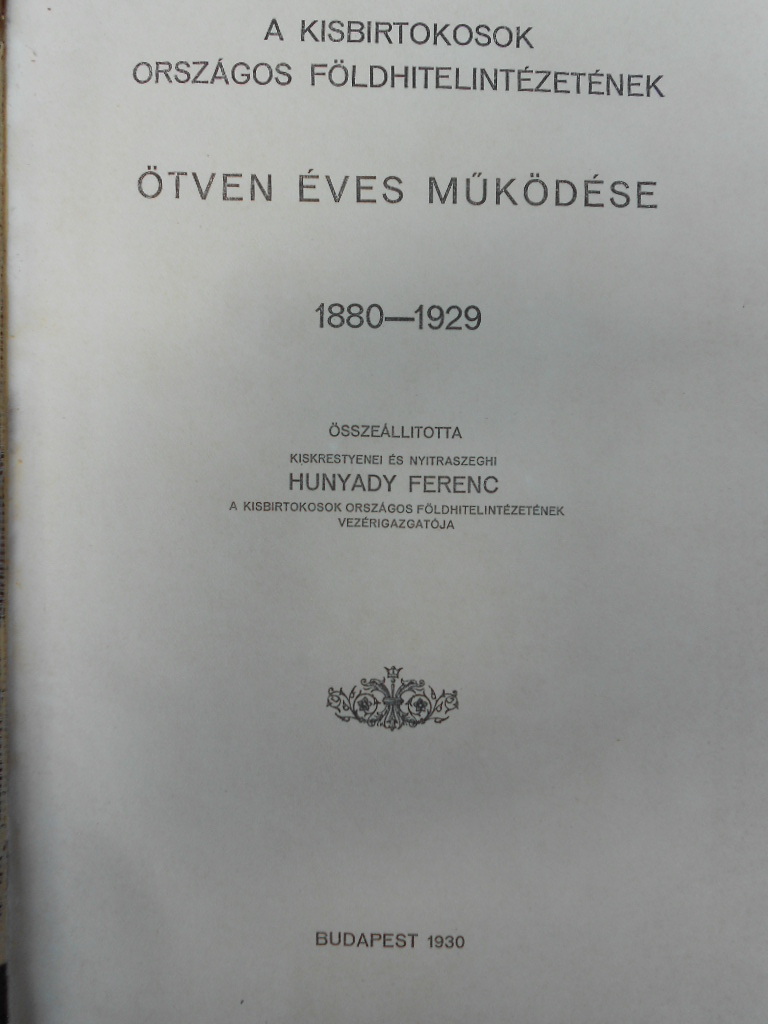 A KISBIRTOKOSOK
ORSZÁGOS FÖLDHITELINTÉZETÉNEK
ÖTVEN ÉVES MŰKÖDÉSE
1880—1929
ÖSSZEÁLLITOTTA
KISKRESTYENEI ÉS NYITRASZEGHI
HUNYADY FERENC
A KISBIRTOKOSOK ORSZÁGOS FÖLDHITELINTÉZETÉNEK
VEZÉRIGAZGATÓJA
BUDAPEST 1930